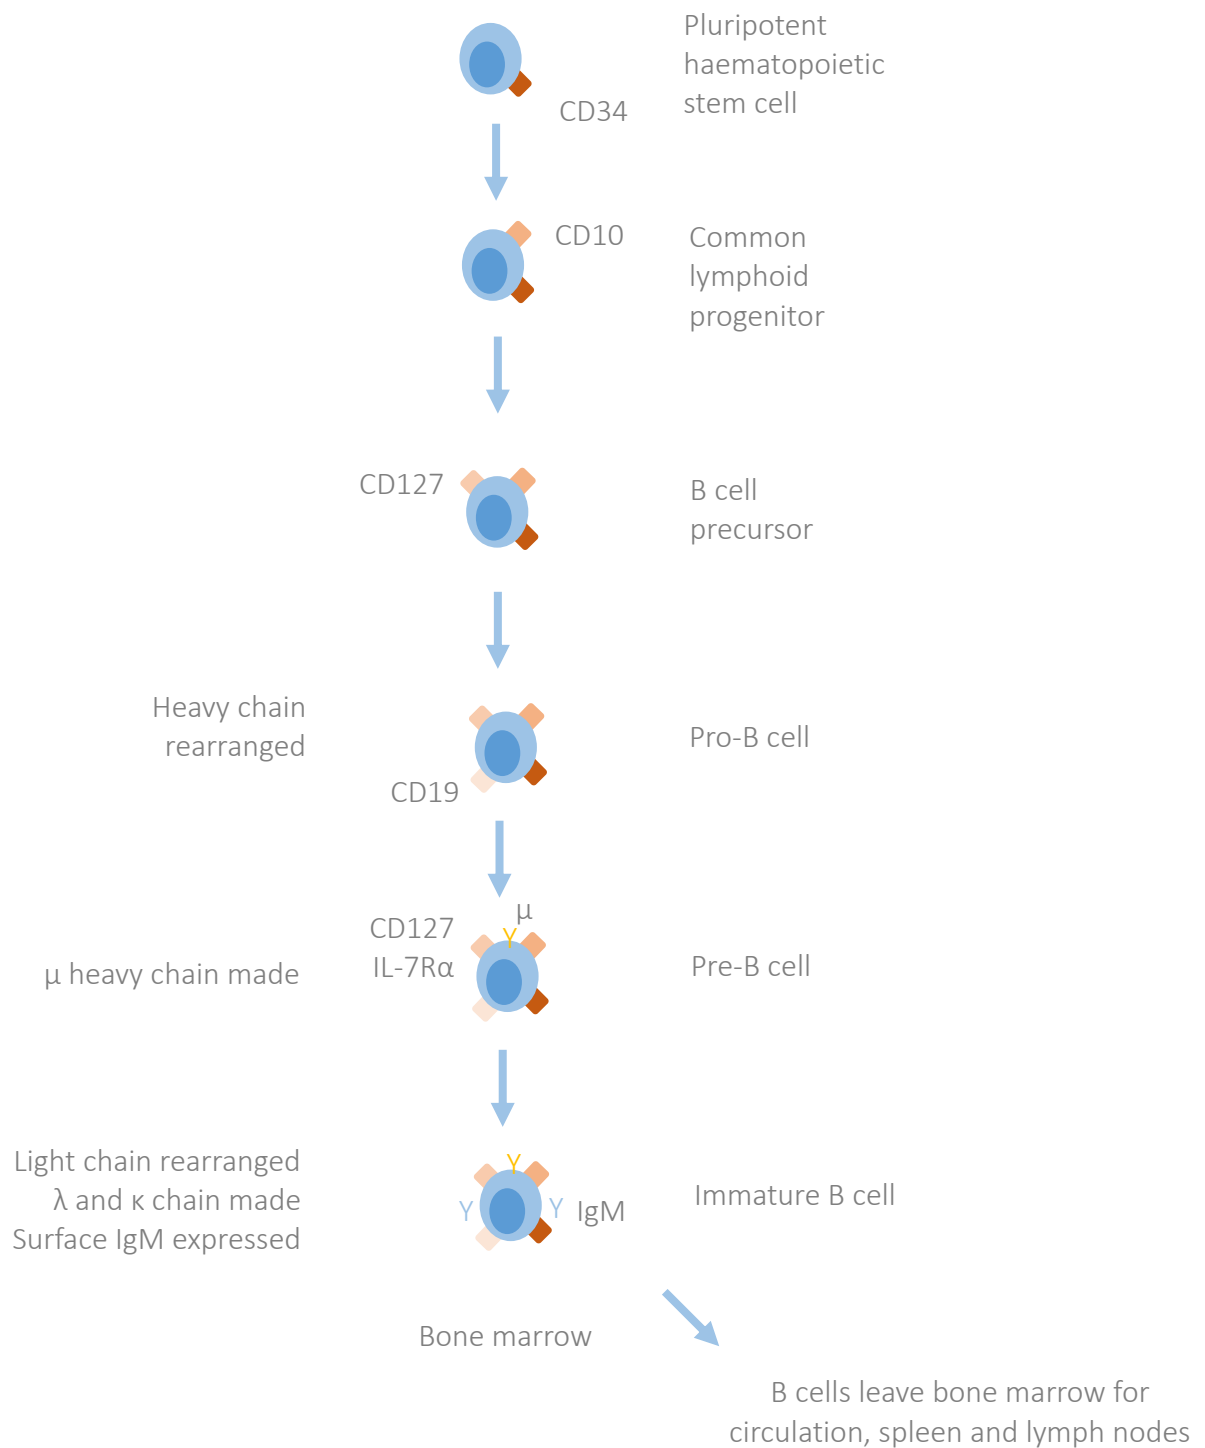 Pluripotent
haematopoietic
stem cell
CD34
CD10
Common
lymphoid
progenitor
CD127
B cell
precursor
Heavy chain
rearranged
Pro-B cell
CD19
μ
CD127
IL-7Rα
μ heavy chain made
Pre-B cell
Light chain rearranged
λ and κ chain made
Surface IgM expressed
IgM
Immature B cell
Bone marrow
B cells leave bone marrow for
circulation, spleen and lymph nodes